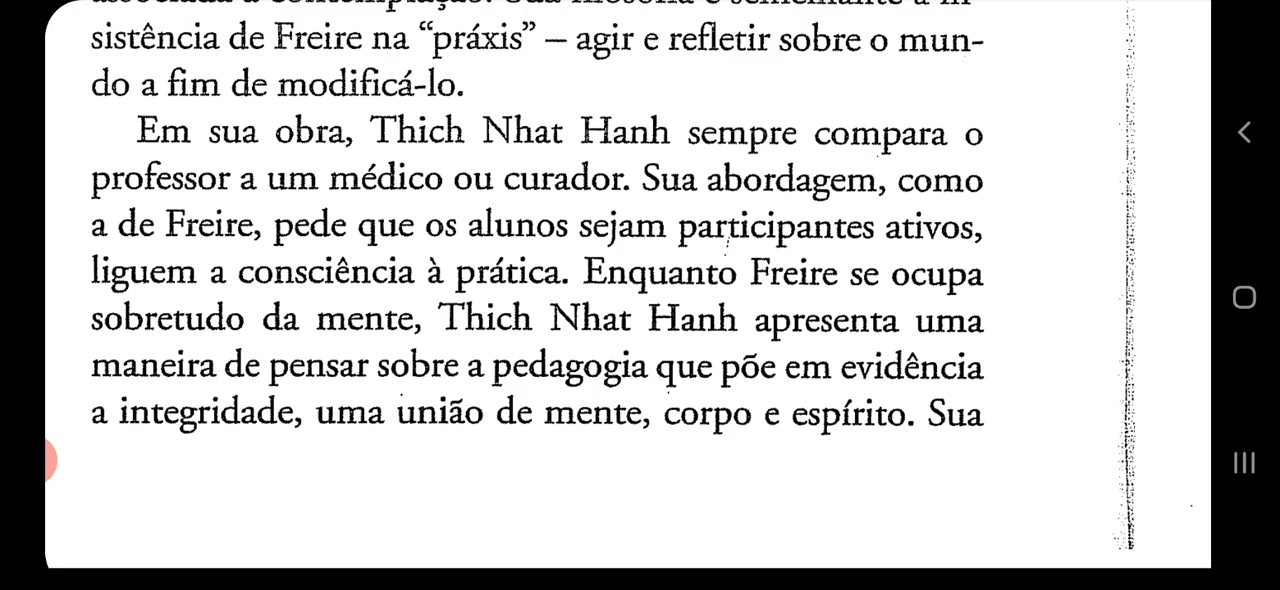 sistência de Freire na “práxis” – agir e refletir sobre o mun-
do a fim de modificá-lo.
Em sua obra, Thich Nhat Hanh sempre compara o
professor a um médico ou curador. Sua abordagem, como
a de Freire, pede que os alunos sejam participantes ativos,
liguem a consciência à prática. Enquanto Freire se ocupa
sobretudo da mente, Thich Nhat Hanh apresenta uma
maneira de pensar sobre a pedagogia que põe em evidência
a integridade, uma união de mente, corpo e espírito. Sua